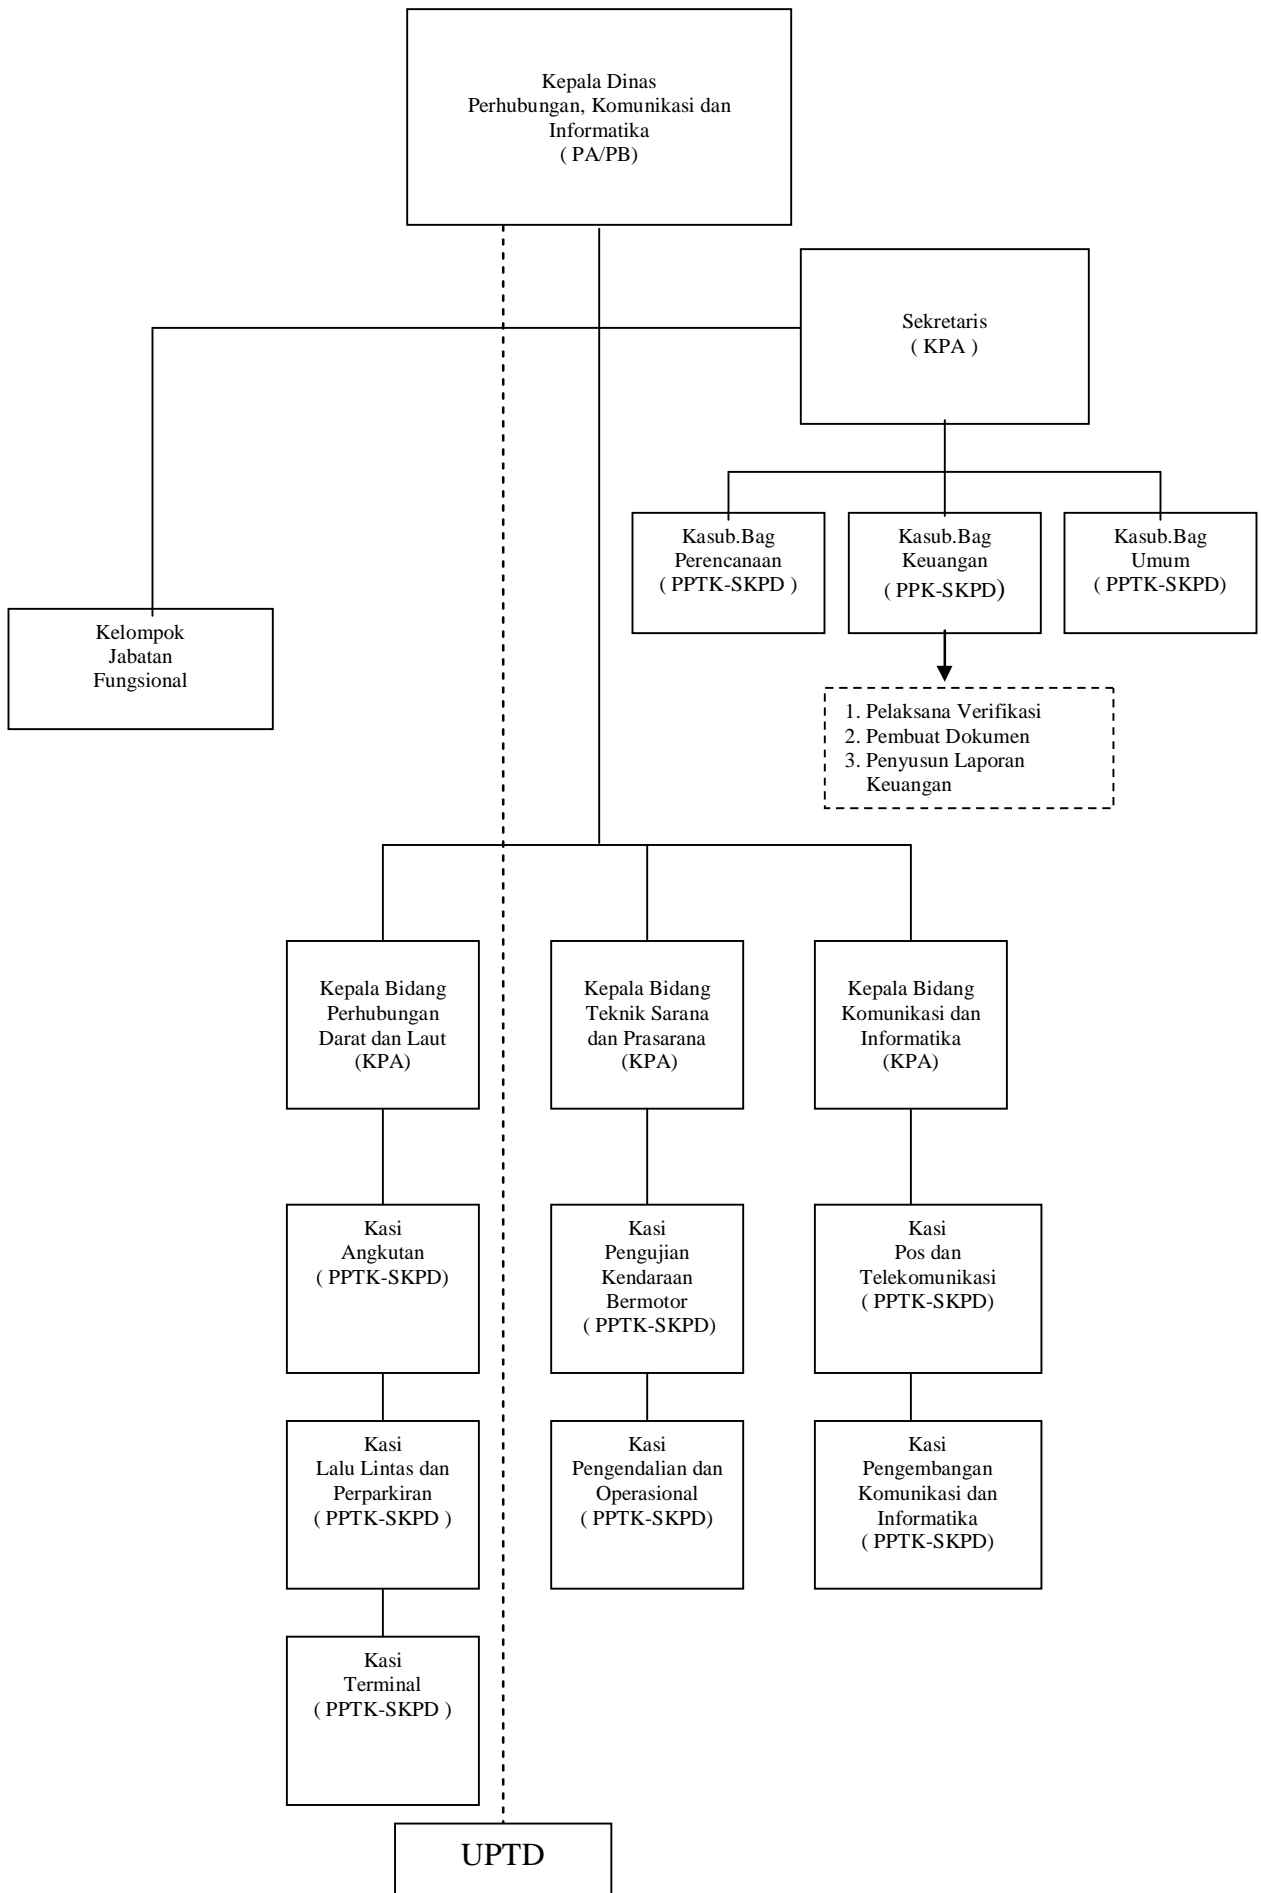 Kepala Dinas
Perhubungan, Komunikasi dan
Informatika
( PA/PB)
Sekretaris
( KPA )
Kasub.Bag
Perencanaan
( PPTK-SKPD )
Kasub.Bag
Keuangan
( PPK-SKPD)
Kasub.Bag
Umum
( PPTK-SKPD)
Kelompok
Jabatan
Fungsional
1. Pelaksana Verifikasi
2. Pembuat Dokumen
3. Penyusun Laporan
Keuangan
Kepala Bidang
Perhubungan
Darat dan Laut
(KPA)
Kepala Bidang
Teknik Sarana
dan Prasarana
(KPA)
Kepala Bidang
Komunikasi dan
Informatika
(KPA)
Kasi
Angkutan
( PPTK-SKPD)
Kasi
Pengujian
Kendaraan
Bermotor
( PPTK-SKPD)
Kasi
Pos dan
Telekomunikasi
( PPTK-SKPD)
Kasi
Lalu Lintas dan
Perparkiran
( PPTK-SKPD )
Kasi
Pengendalian dan
Operasional
( PPTK-SKPD)
Kasi
Pengembangan
Komunikasi dan
Informatika
( PPTK-SKPD)
Kasi
Terminal
( PPTK-SKPD )
UPTD